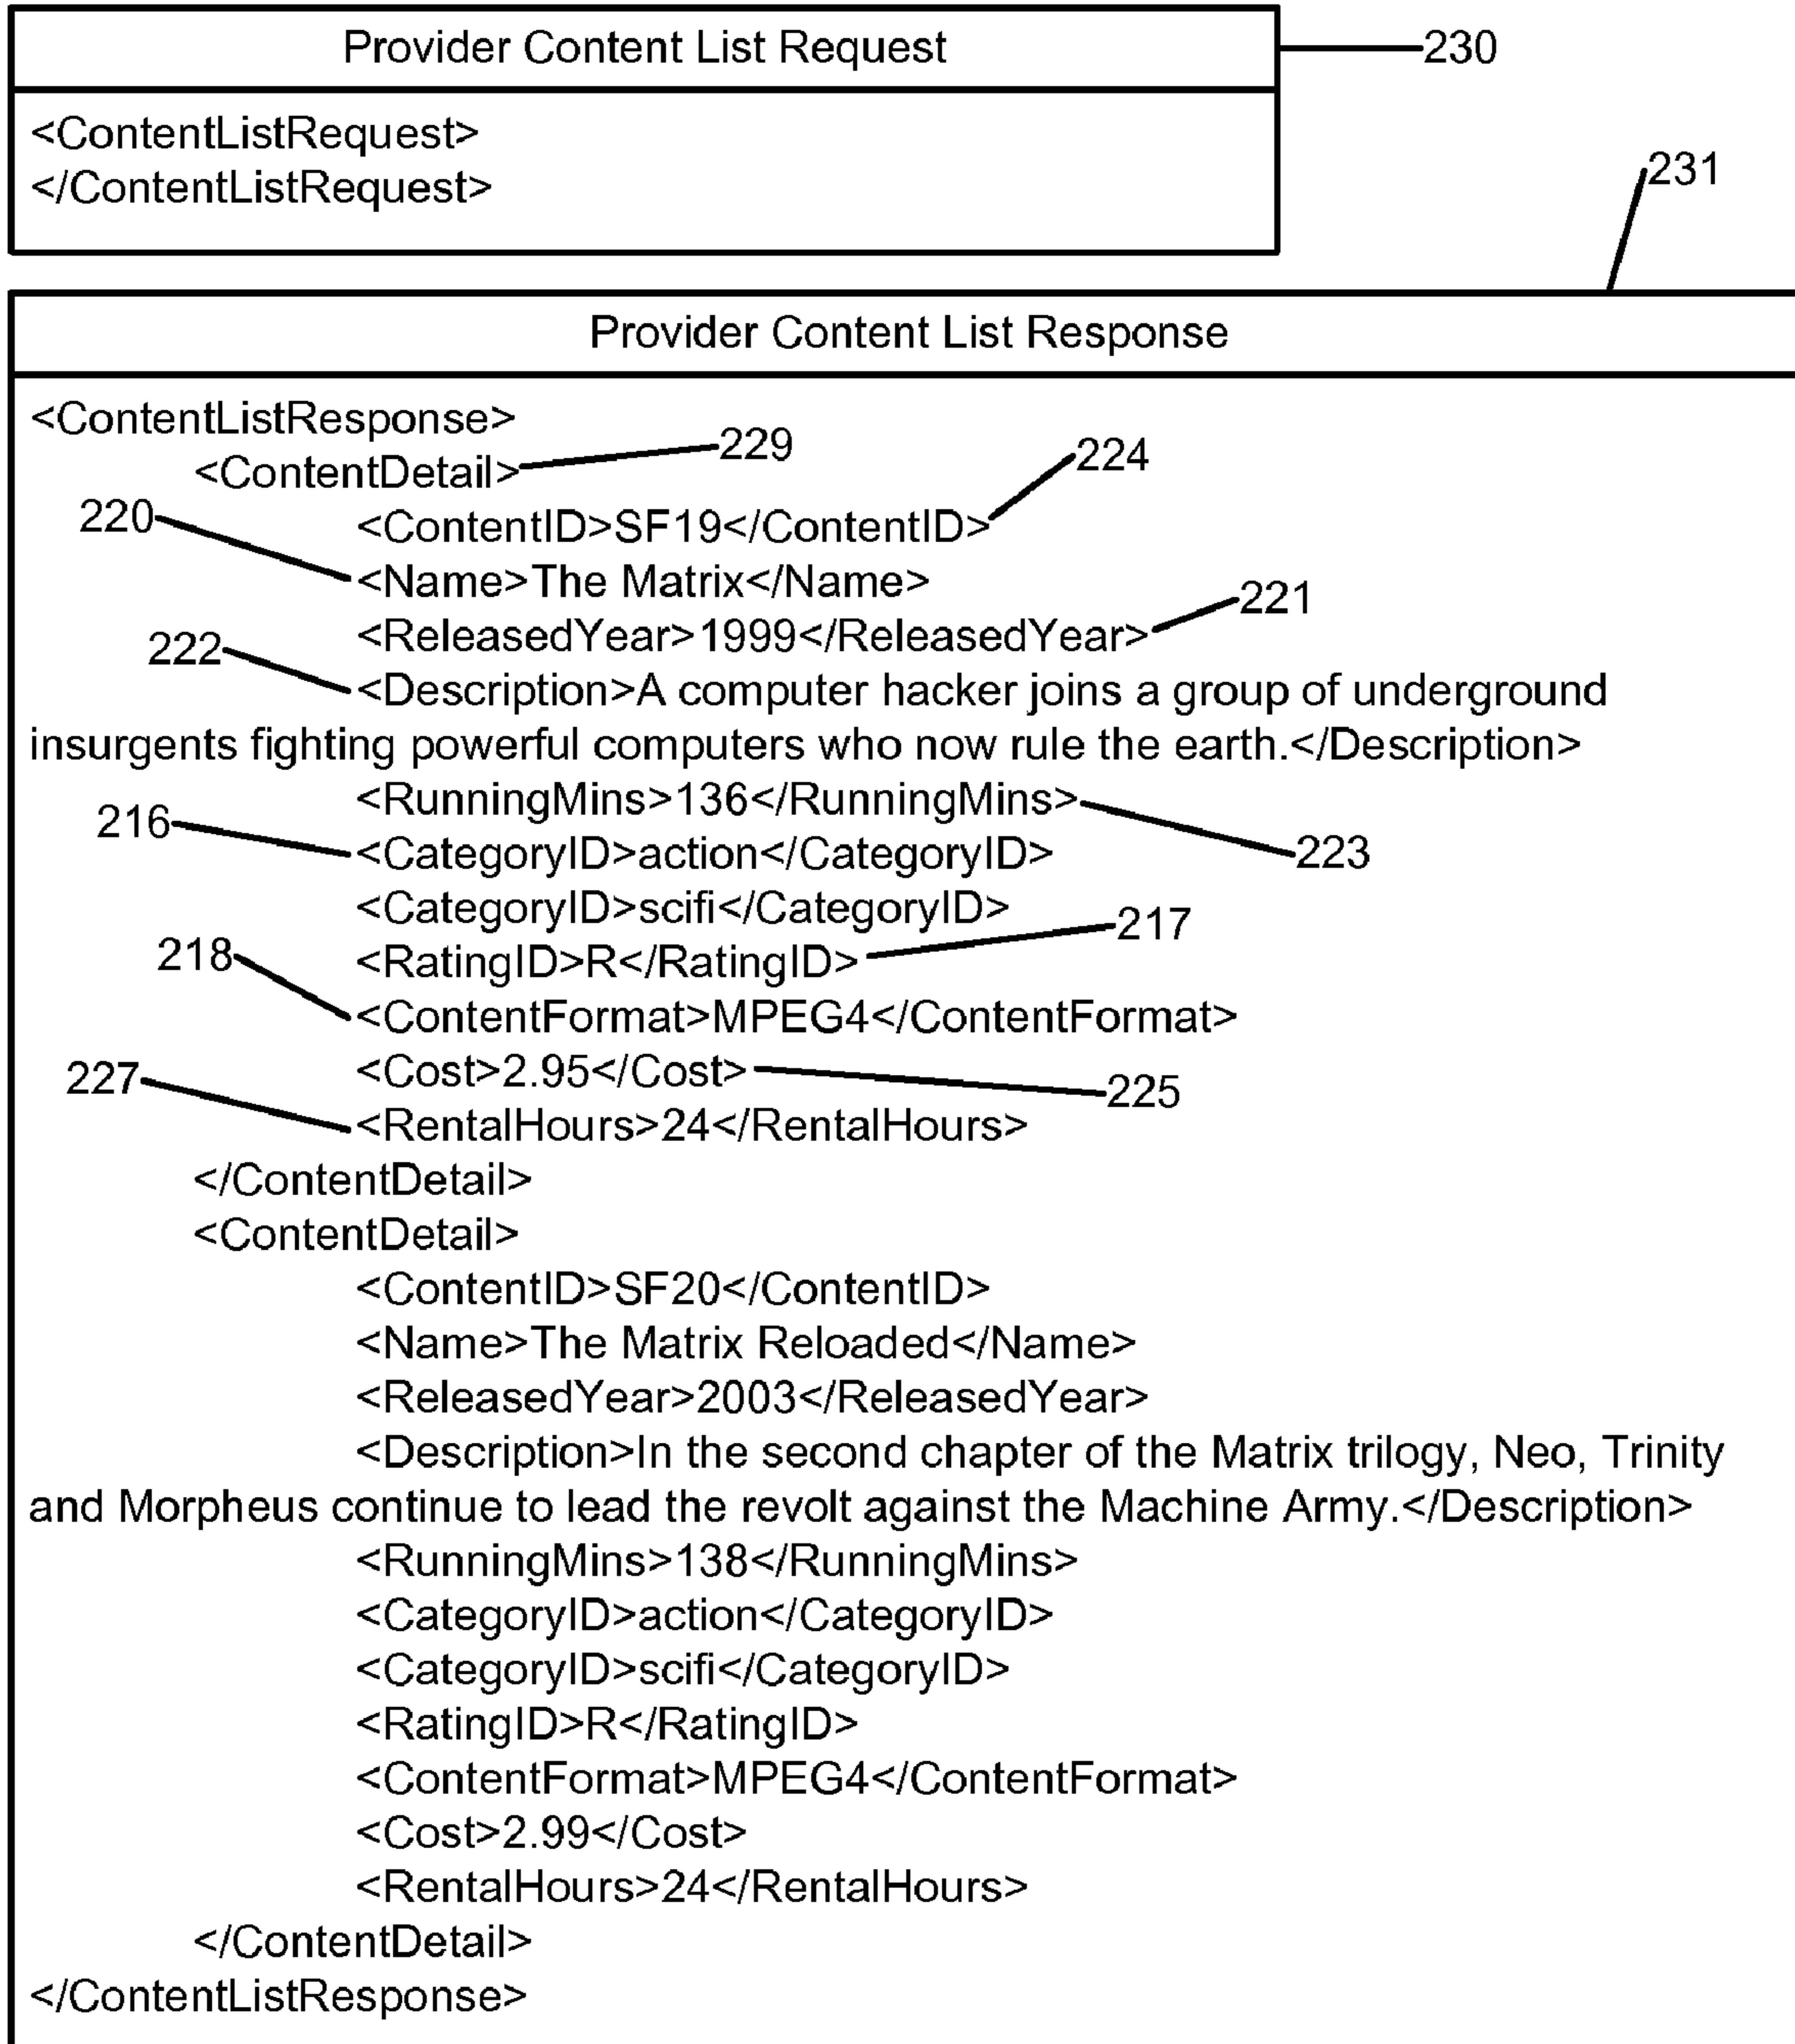 Provider Content List Request
230
<ContentListRequest>
</ContentListRequest>
231
Provider Content List Response
<ContentListResponse>
229
<ContentDetail>
224
220
<ContentID>SF19</ContentID>
<Name>The Matrix</Name>
221
<ReleasedYear>1999</ReleasedYear>
222
<Description>A computer hacker joins a group of underground
insurgents fighting powerful computers who now rule the earth.</Description>
<RunningMins>136</RunningMins>
216
<CategoryID>action</CategoryID>
223
<CategoryID>scifi</CategoryID>
217
218
<RatingID>R</RatingID>
<ContentFormat>MPEG4</ContentFormat>
<Cost>2.95</Cost>
227
225
<RentalHours>24</RentalHours>
</ContentDetail>
<ContentDetail>
<ContentID>SF20</ContentID>
<Name>The Matrix Reloaded</Name>
<ReleasedYear>2003</ReleasedYear>
<Description>In the second chapter of the Matrix trilogy, Neo, Trinity
and Morpheus continue to lead the revolt against the Machine Army.</Description>
<RunningMins>138</RunningMins>
<CategoryID>action</CategoryID>
<CategoryID>scifi</CategoryID>
<RatingID>R</RatingID>
<ContentFormat>MPEG4</ContentFormat>
<Cost>2.99</Cost>
<RentalHours>24</RentalHours>
</ContentDetail>
</ContentListResponse>